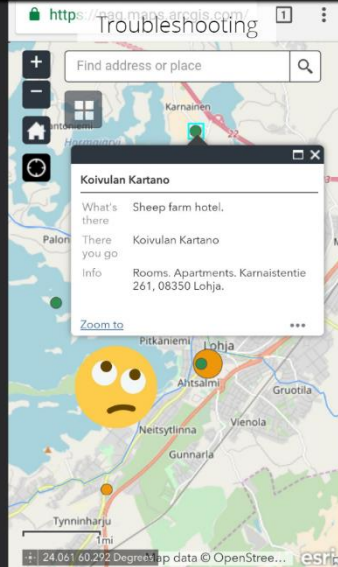 https://nag.maps.arcgis.com/
1
Troubleshooting
+
Find address or place
−
Karnainen
22
Koivulan Kartano
What's there
Sheep farm hotel.
There you go
Koivulan Kartano
Info
Rooms. Apartments. Karnaistentie
261, 08350 Lohja.
Zoom to
Palon
Pitkäniemi
Lohja
Ahtsalmi
Gruotila
Neitsytlinna
Vienola
Gunnarla
Tynninharju
1mi
24.061 60.292 Degrees
Map data © OpenStree...
esri